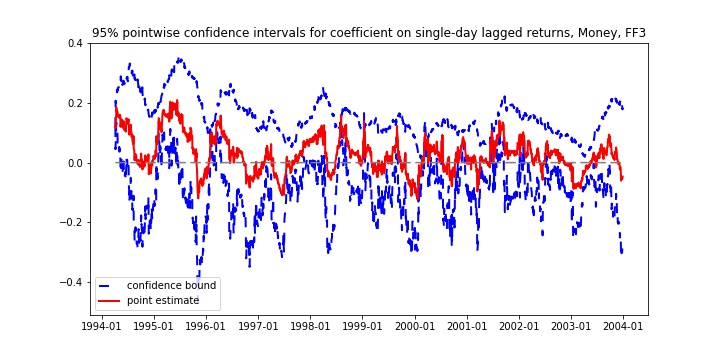 95% pointwise confidence intervals for coefficient on single-day lagged returns, Money, FF3
0.4
0.2
0.0
−0.2
−0.4
confidence bound
point estimate
1994-01 1995-01 1996-01 1997-01 1998-01 1999-01 2000-01 2001-01 2002-01 2003-01 2004-01